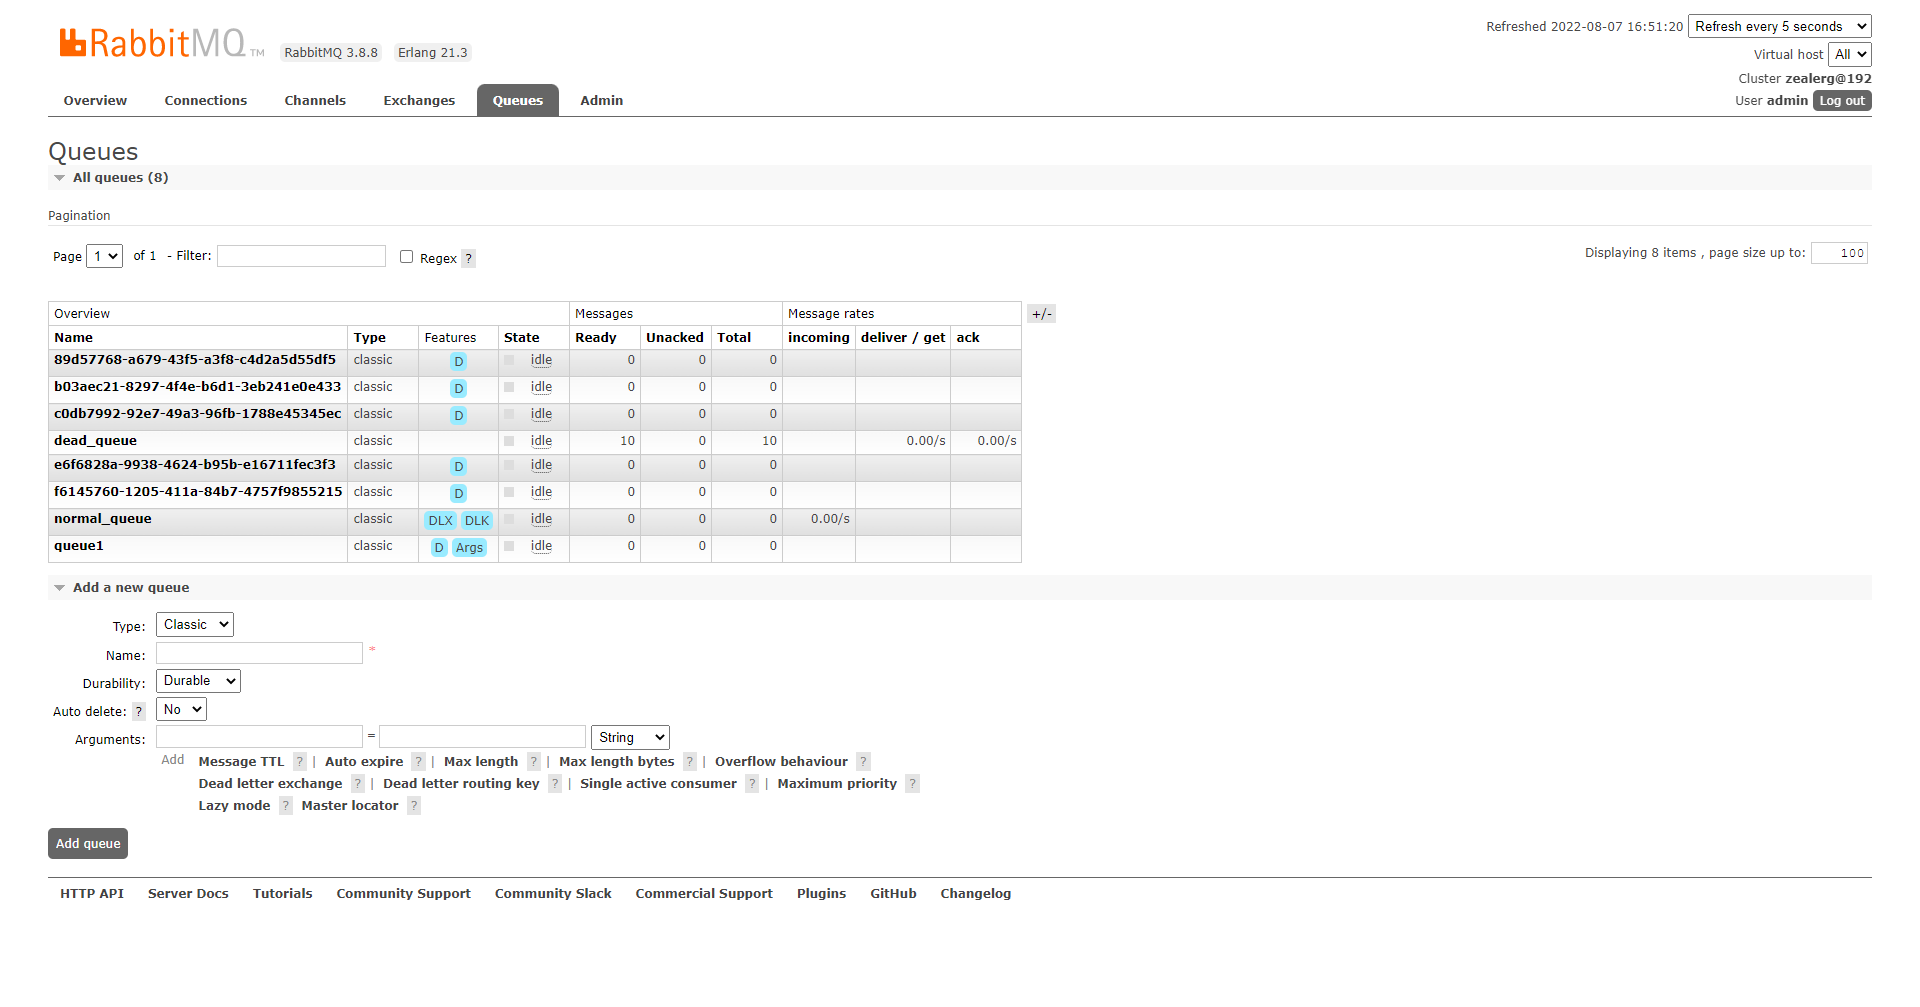 RabbitMQ TM RabbitMQ 3.8.8 Erlang 21.3
Refreshed 2022-08-07 16:51:20 Refresh every 5 seconds
Virtual host All
Cluster zealerg@192
User admin Log out
Overview Connections Channels Exchanges Queues Admin
Queues
All queues (8)
Pagination
Page 1 of 1 - Filter: Regex ? Displaying 8 items , page size up to: 100
Overview Messages Message rates +/-
Name Type Features State Ready Unacked Total incoming deliver / get ack
89d57768-a679-43f5-a3f8-c4d2a5d55df5 classic D idle 0 0 0
b03aec21-8297-4f4e-b6d1-3eb241e0e433 classic D idle 0 0 0
c0db7992-92e7-49a3-96fb-1788e45345ec classic D idle 0 0 0
dead_queue classic idle 10 0 10 0.00/s 0.00/s
e6f6828a-9938-4624-b95b-e16711fec3f3 classic D idle 0 0 0
f6145760-1205-411a-84b7-4757f9855215 classic D idle 0 0 0
normal_queue classic DLX DLK idle 0 0 0 0.00/s
queue1 classic D Args idle 0 0 0
Add a new queue
Type: Classic
Name: *
Durability: Durable
Auto delete: ? No
Arguments: = String
Add Message TTL ? | Auto expire ? | Max length ? | Max length bytes ? | Overflow behaviour ?
Dead letter exchange ? | Dead letter routing key ? | Single active consumer ? | Maximum priority ?
Lazy mode ? Master locator ?
Add queue
HTTP API Server Docs Tutorials Community Support Community Slack Commercial Support Plugins GitHub Changelog